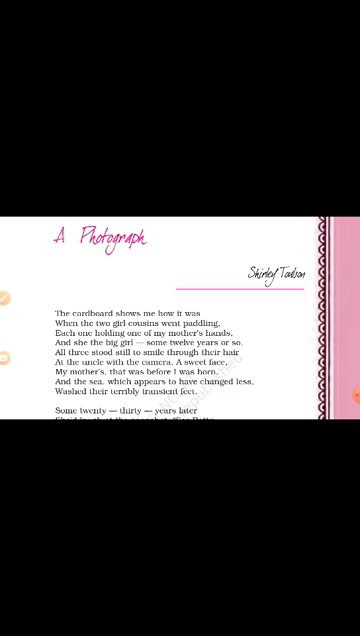 A Photograph
Shirley Toulson
The cardboard shows me how it was
When the two girl cousins went paddling,
Each one holding one of my mother's hands,
And she the big girl — some twelve years or so.
All three stood still to smile through their hair
At the uncle with the camera. A sweet face,
My mother's, that was before I was born.
And the sea, which appears to have changed less,
Washed their terribly transient feet.
Some twenty — thirty — years later